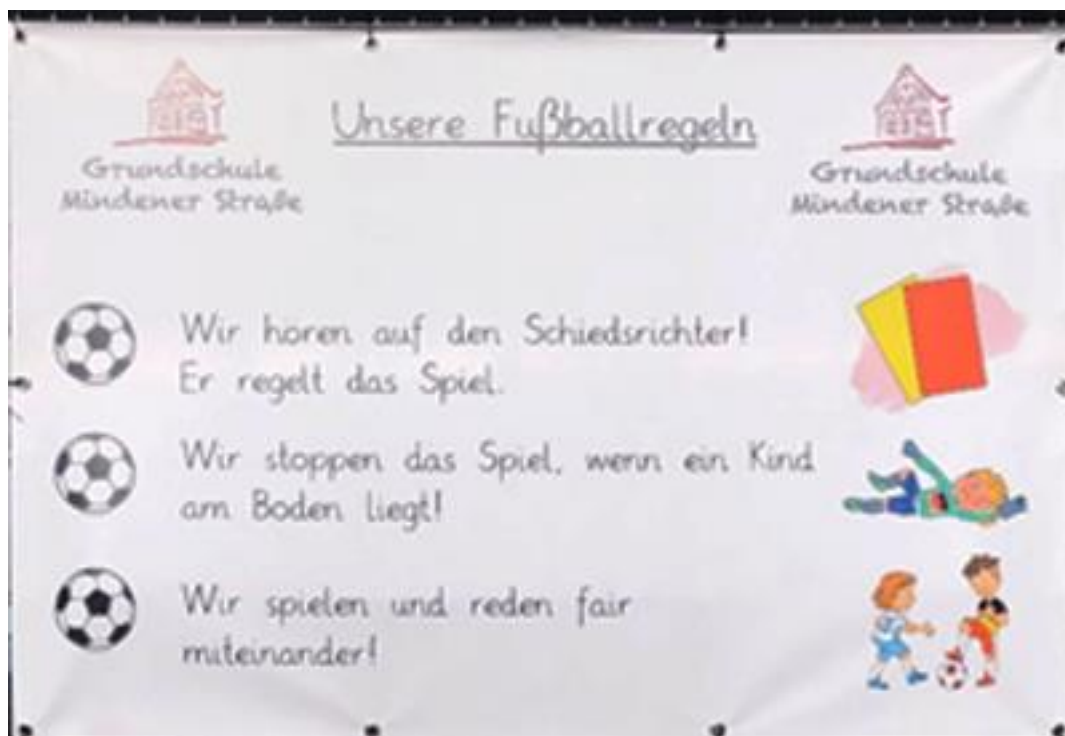 Unsere Fußballregeln
Grundschule
Mindener Straße
Grundschule
Mindener Straße
Wir hören auf den Schiedsrichter!
Er regelt das Spiel.
Wir stoppen das Spiel, wenn ein Kind
am Boden liegt!
Wir spielen und reden fair
miteinander!